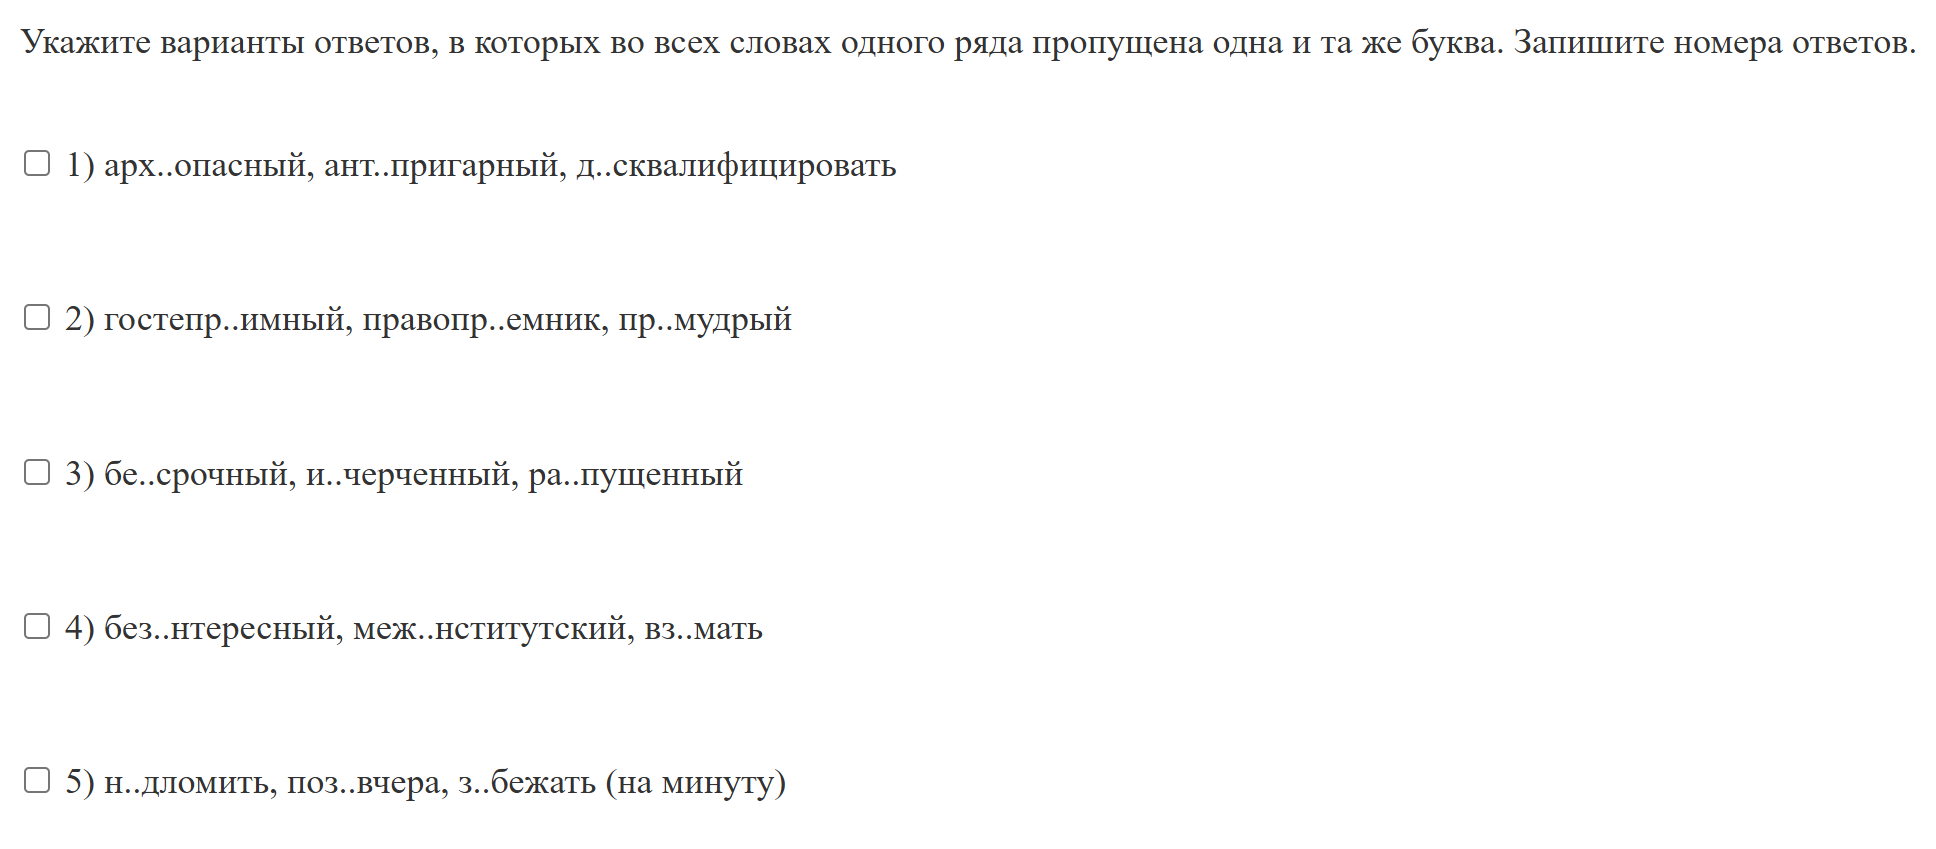 Укажите варианты ответов, в которых во всех словах одного ряда пропущена одна и та же буква. Запишите номера ответов.
1) арх..опасный, ант..пригарный, д..сквалифицировать
2) гостепр..имный, правопр..емник, пр..мудрый
3) бе..срочный, и..черченный, ра..пущенный
4) без..нтересный, меж..нститутский, вз..мать
5) н..дломить, поз..вчера, з..бежать (на минуту)